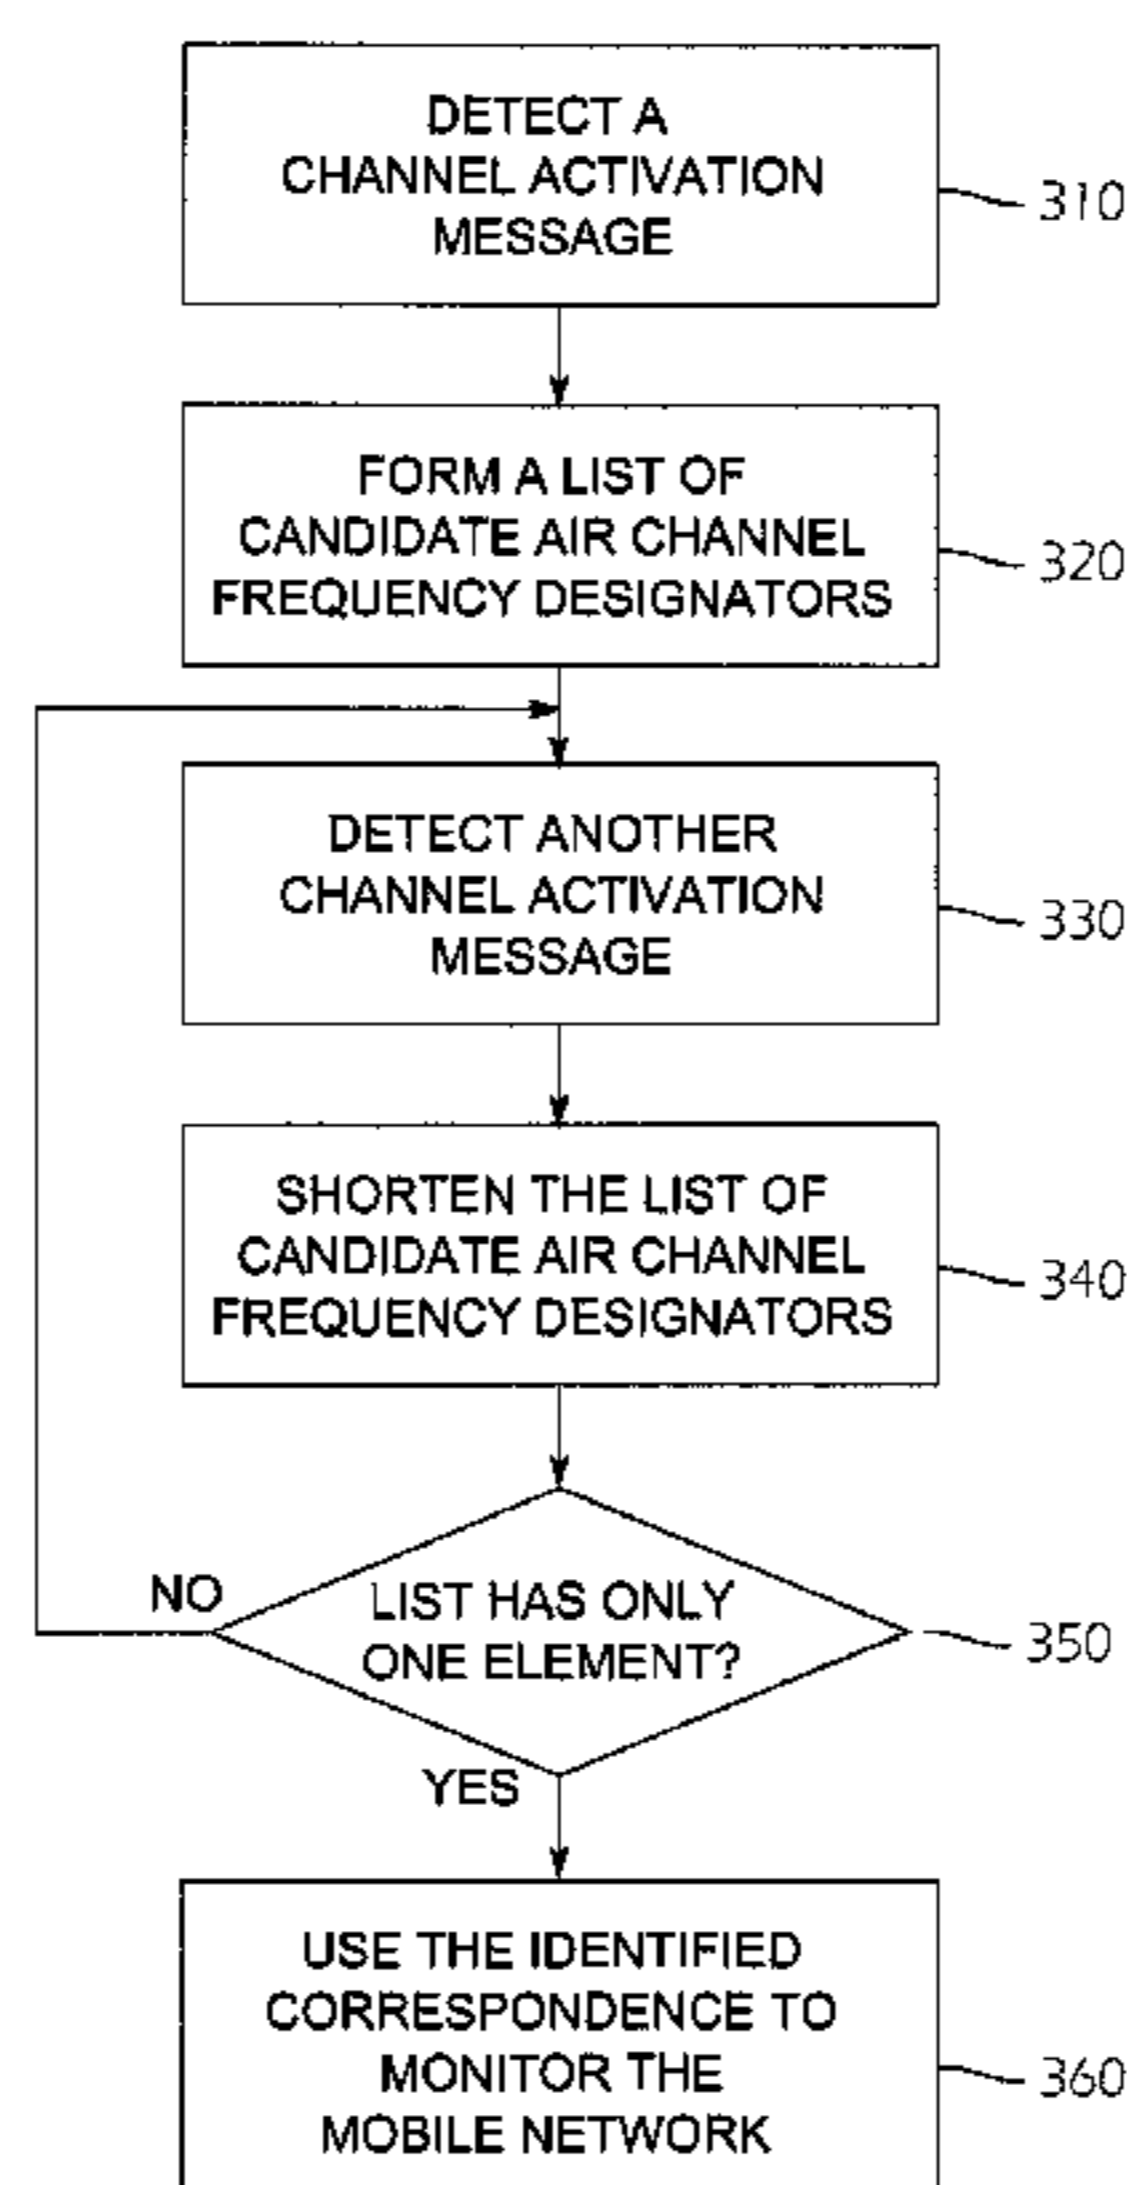 DETECT A
CHANNEL ACTIVATION
MESSAGE
310
FORM A LIST OF
CANDIDATE AIR CHANNEL
FREQUENCY DESIGNATORS
320
DETECT ANOTHER
CHANNEL ACTIVATION
MESSAGE
330
SHORTEN THE LIST OF
CANDIDATE AIR CHANNEL
FREQUENCY DESIGNATORS
340
NO
LIST HAS ONLY
ONE ELEMENT?
350
YES
USE THE IDENTIFIED
CORRESPONDENCE TO
MONITOR THE
MOBILE NETWORK
360